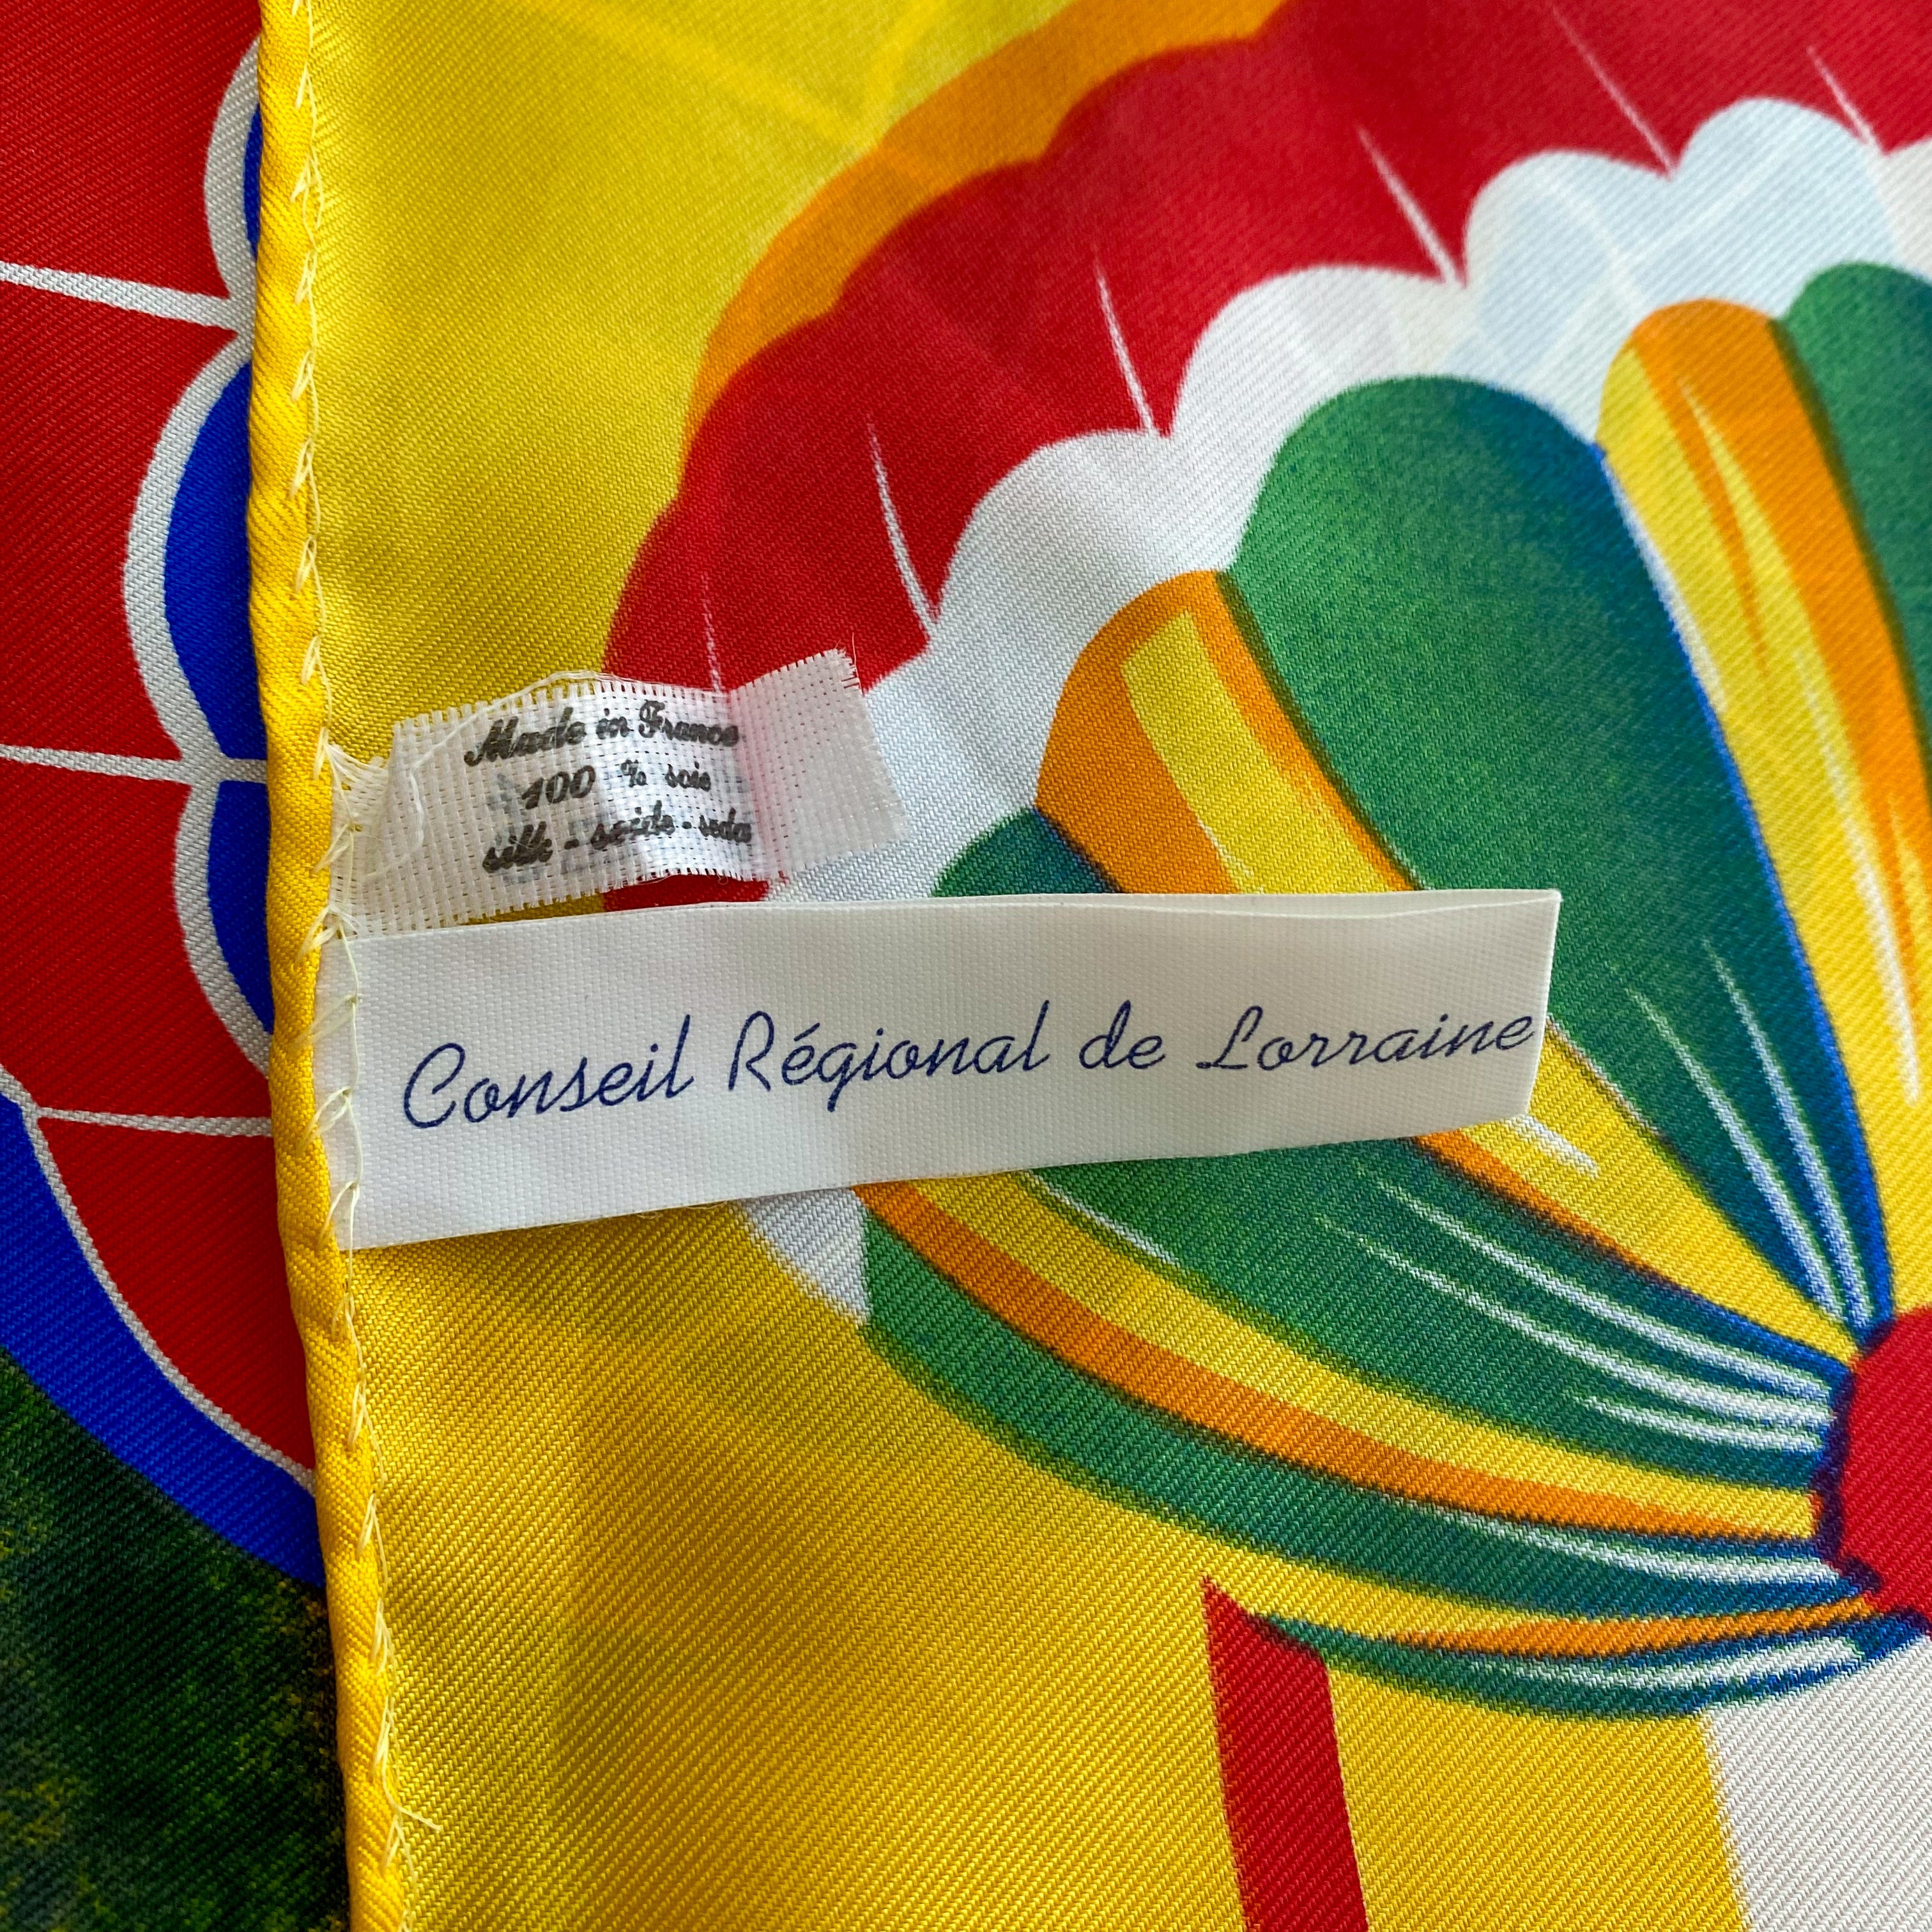 Made in France
100 % soie
silk - seide - seda
Conseil Régional de Lorraine